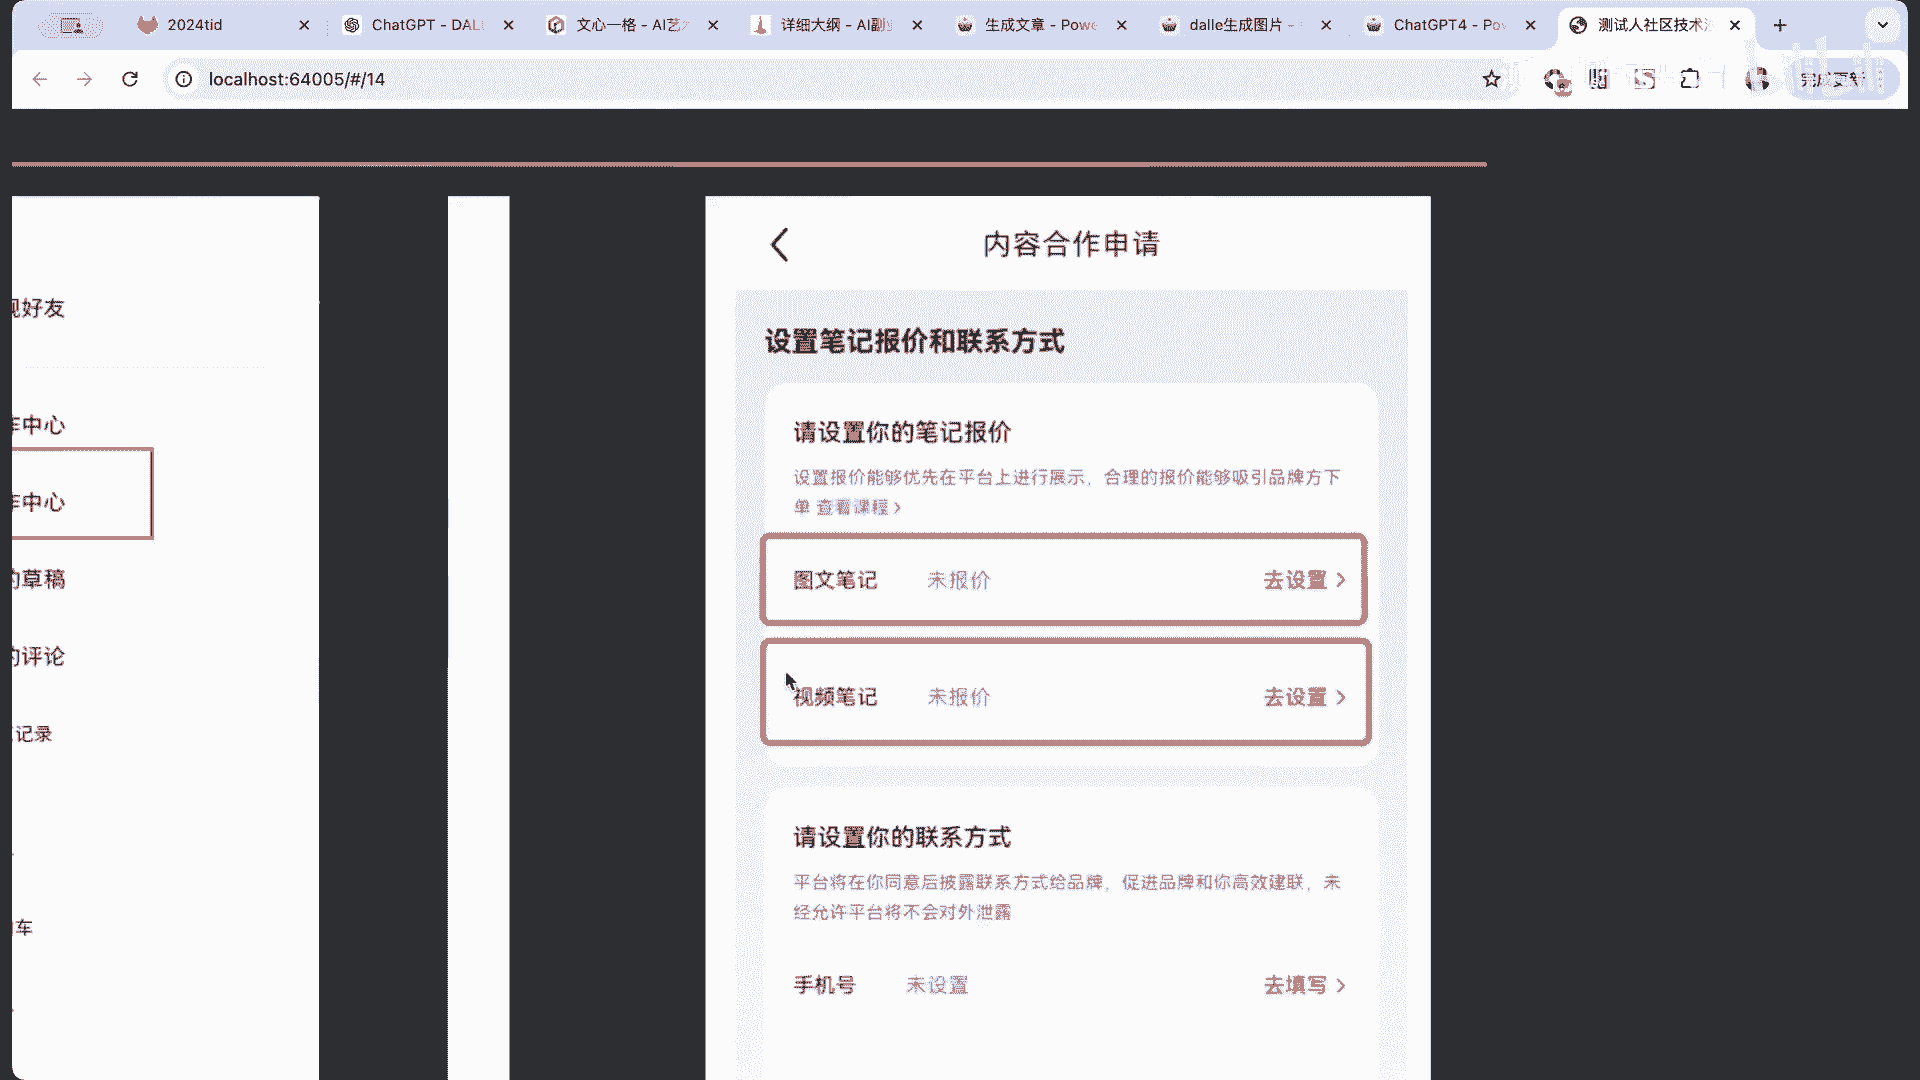 2024tid
ChatGPT - DAL
文心一格 - AI艺
详细大纲 - AI副
生成文章 - Powe
dalle生成图片 -
ChatGPT4 - Po
测试人社区技术
localhost:64005/#/14
完成更新
好友
中心
中心
草稿
评论
记录
车
内容合作申请
设置笔记报价和联系方式
请设置你的笔记报价
设置报价能够优先在平台上进行展示，合理的报价能够吸引品牌方下
单 查看课程 >
图文笔记 未报价 去设置 >
视频笔记 未报价 去设置 >
请设置你的联系方式
平台将在你同意后披露联系方式给品牌，促进品牌和你高效建联，未
经允许平台将不会对外泄露
手机号 未设置 去填写 >